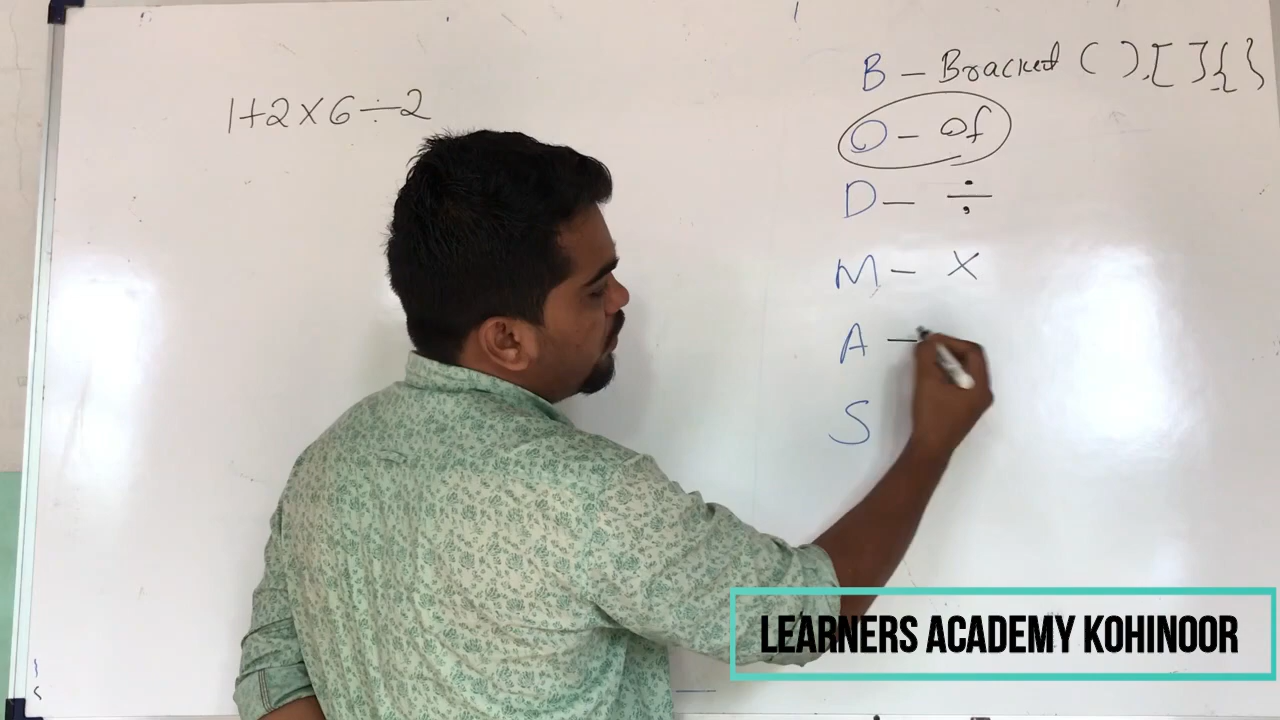 1+2×6÷2
B – Bracket ( ), [ ] { }
O – Of
D – ÷
M – ×
A –
S
LEARNERS ACADEMY KOHINOOR